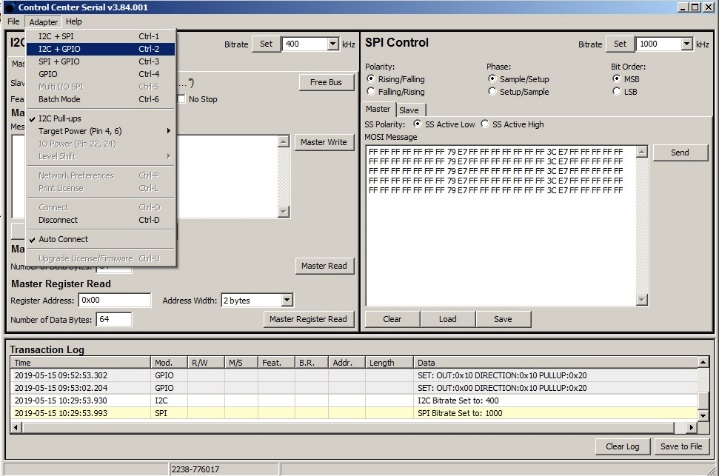 Control Center Serial v3.84.001
File Adapter Help
I2C + SPI Ctrl-1
I2C + GPIO Ctrl-2
SPI + GPIO Ctrl-3
GPIO Ctrl-4
Multi I/O SPI Ctrl-5
Batch Mode Ctrl-6
I2C Pull-ups
Target Power (Pin 4, 6)
IO Power (Pin 22, 24)
Level Shift
Network Preferences Ctrl-P
Print License Ctrl-L
Connect Ctrl-O
Disconnect Ctrl-D
Auto Connect
Upgrade License/Firmware Ctrl-U
I2C
Bitrate Set 400 kHz
... ")
Free Bus
No Stop
Master Write
Number of Data Bytes: 64
Master Read
Master Register Read
Register Address: 0x00 Address Width: 2 bytes
Number of Data Bytes: 64 Master Register Read
SPI Control
Bitrate Set 1000 kHz
Polarity: Phase: Bit Order:
Rising/Falling Sample/Setup MSB
Falling/Rising Setup/Sample LSB
Master Slave
SS Polarity: SS Active Low SS Active High
MOSI Message
FF FF FF FF FF FF FF 79 E7 FF FF FF FF FF FF FF 3C E7 FF FF FF FF FF
FF FF FF FF FF FF FF 79 E7 FF FF FF FF FF FF FF 3C E7 FF FF FF FF FF
FF FF FF FF FF FF FF 79 E7 FF FF FF FF FF FF FF 3C E7 FF FF FF FF FF
FF FF FF FF FF FF FF 79 E7 FF FF FF FF FF FF FF 3C E7 FF FF FF FF FF
FF FF FF FF FF FF FF 79 E7 FF FF FF FF FF FF FF 3C E7 FF FF FF FF FF
Send
Clear Load Save
Transaction Log
Time Mod. R/W M/S Feat. B.R. Addr. Length Data
2019-05-15 09:52:53.302 GPIO SET: OUT:0x10 DIRECTION:0x10 PULLUP:0x20
2019-05-15 09:53:02.204 GPIO SET: OUT:0x00 DIRECTION:0x10 PULLUP:0x20
2019-05-15 10:29:53.930 I2C I2C Bitrate Set to: 400
2019-05-15 10:29:53.993 SPI SPI Bitrate Set to: 1000
Clear Log Save to File
2238-776017